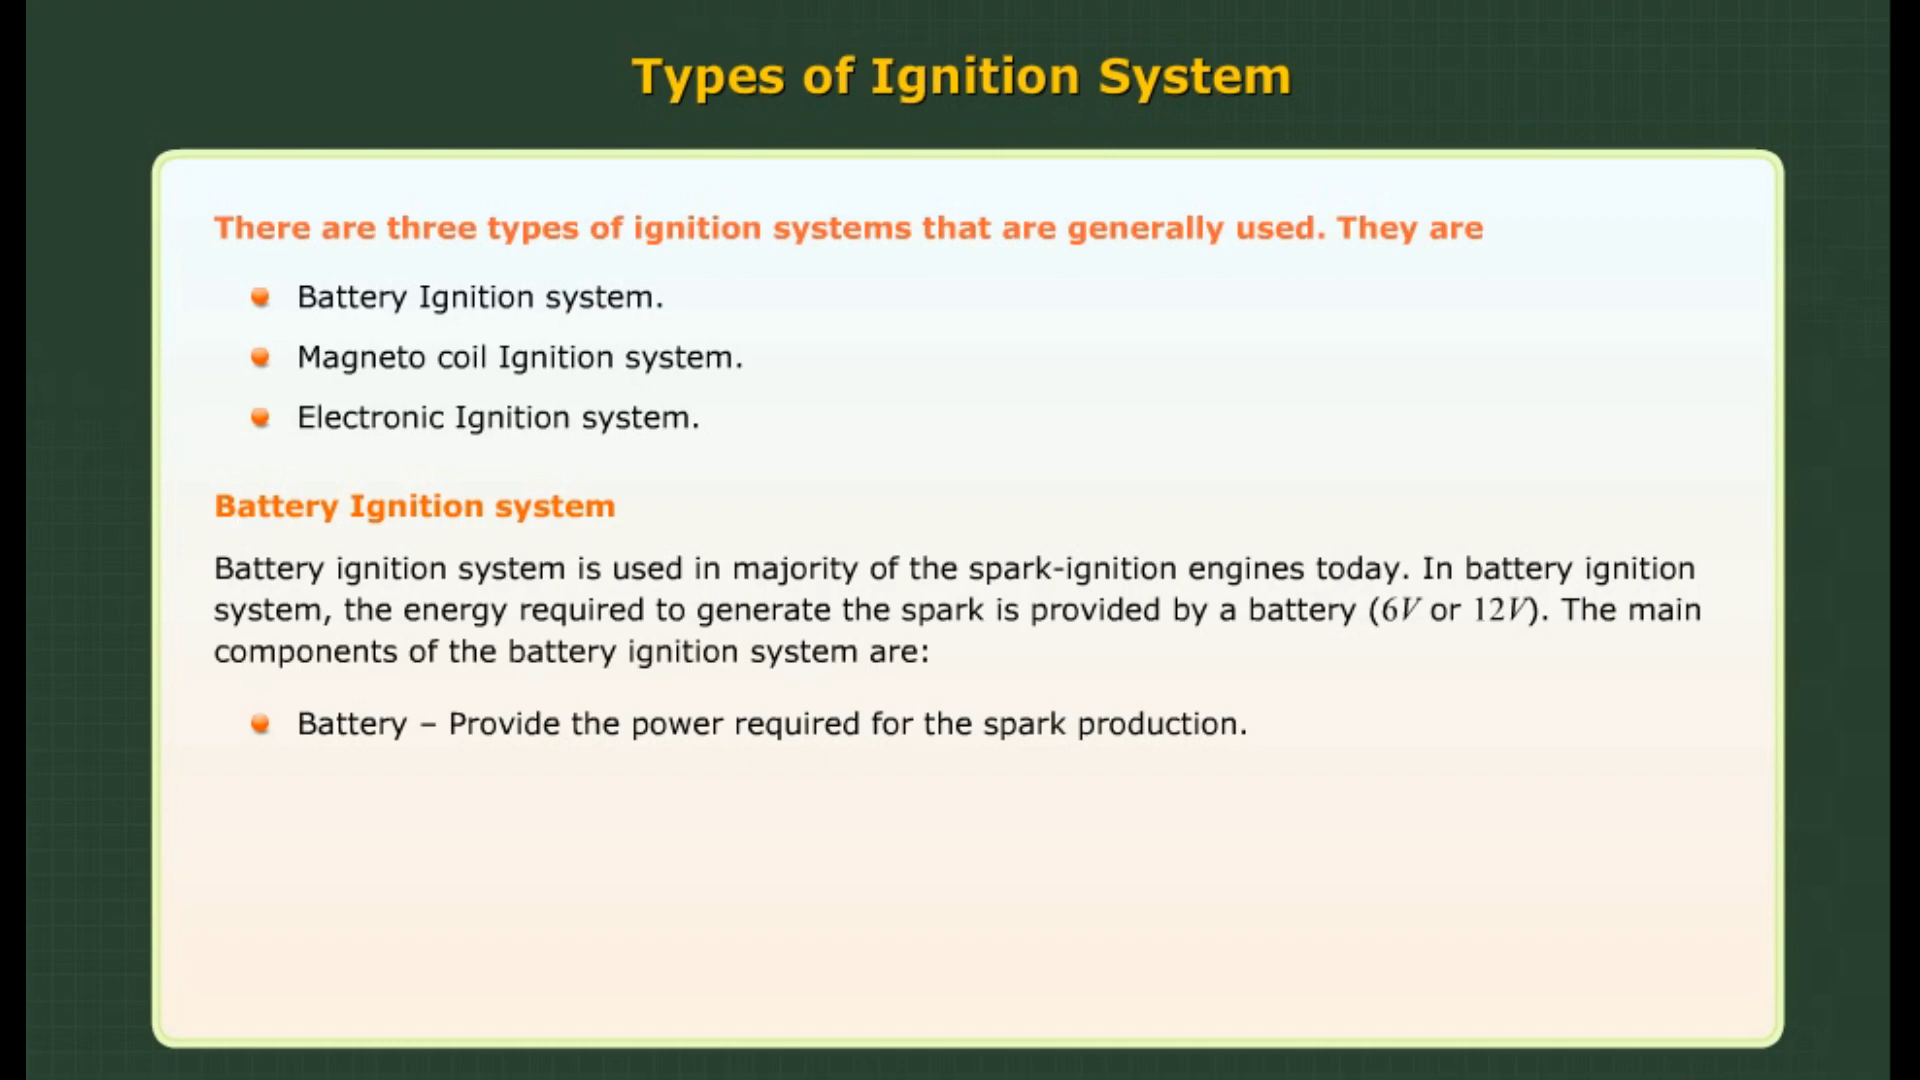 Types of Ignition System
There are three types of ignition systems that are generally used. They are
Battery Ignition system.
Magneto coil Ignition system.
Electronic Ignition system.
Battery Ignition system
Battery ignition system is used in majority of the spark-ignition engines today. In battery ignition
system, the energy required to generate the spark is provided by a battery (6V or 12V). The main
components of the battery ignition system are:
Battery – Provide the power required for the spark production.